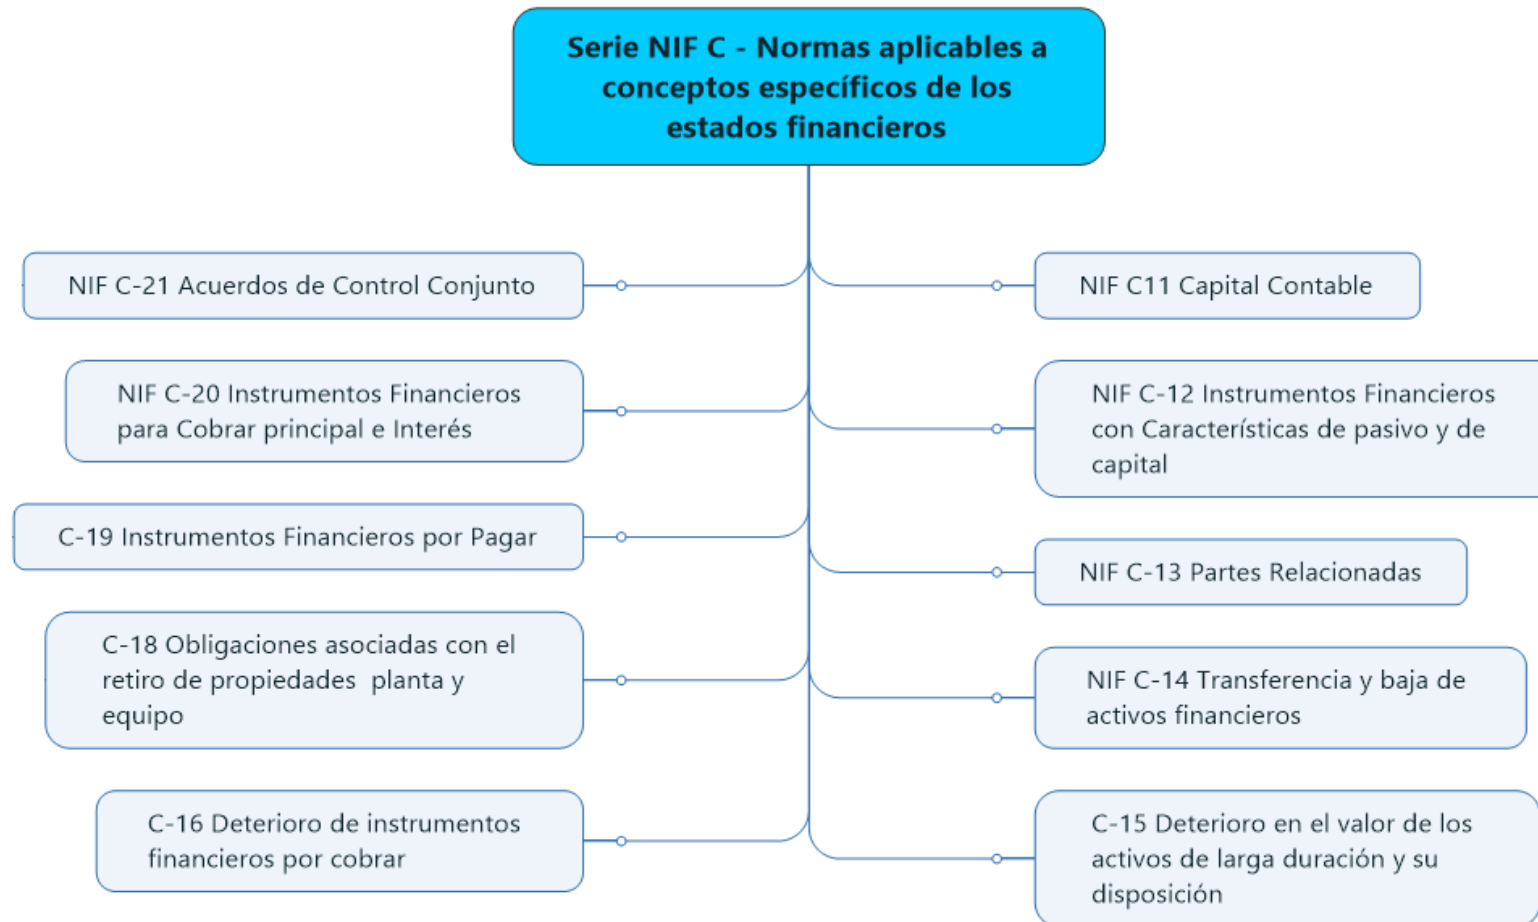 Serie NIF C - Normas aplicables a
conceptos específicos de los
estados financieros
NIF C-21 Acuerdos de Control Conjunto
NIF C-20 Instrumentos Financieros
para Cobrar principal e Interés
C-19 Instrumentos Financieros por Pagar
C-18 Obligaciones asociadas con el
retiro de propiedades planta y
equipo
C-16 Deterioro de instrumentos
financieros por cobrar
NIF C11 Capital Contable
NIF C-12 Instrumentos Financieros
con Características de pasivo y de
capital
NIF C-13 Partes Relacionadas
NIF C-14 Transferencia y baja de
activos financieros
C-15 Deterioro en el valor de los
activos de larga duración y su
disposición